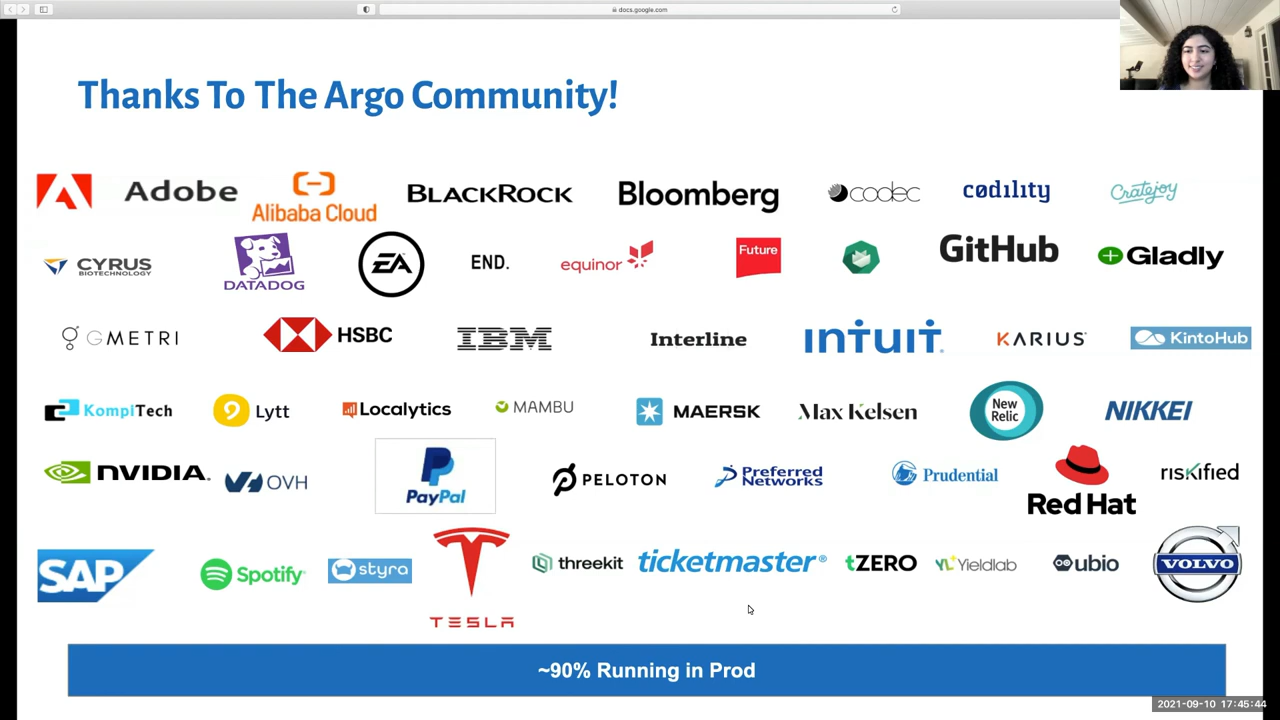 docs.google.com
Thanks To The Argo Community!
Adobe
Alibaba Cloud
BLACKROCK
Bloomberg
codec
cødility
Cratejoy
CYRUS
BIOTECHNOLOGY
DATADOG
EA
END.
equinor
Future
GitHub
Gladly
GMETRI
HSBC
IBM
Interline
INTUIT
KARIUS
KintoHub
KomplTech
Lytt
Localytics
MAMBU
MAERSK
Max Kelsen
New
Relic
NIKKEI
NVIDIA.
OVH
PayPal
PELOTON
Preferred
Networks
Prudential
Red Hat
riskified
SAP
Spotify
styra
TESLA
threekit
ticketmaster®
tZERO
YL Yieldlab
ubio
VOLVO
~90% Running in Prod
2021-09-10 17:45:44